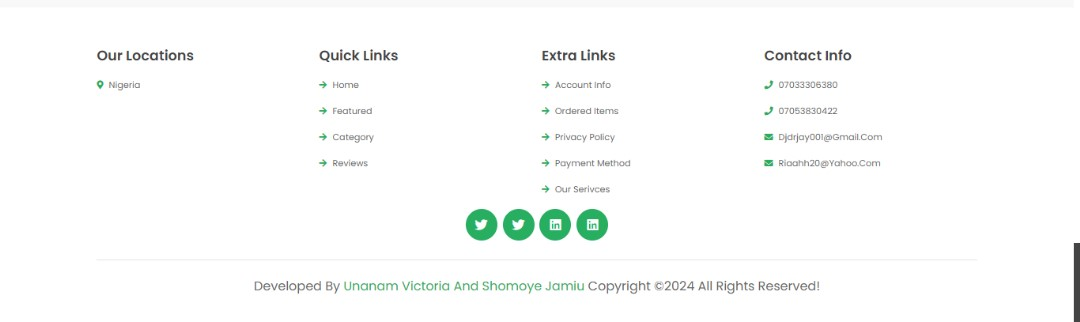 Our Locations
Nigeria
Quick Links
Home
Featured
Category
Reviews
Extra Links
Account Info
Ordered Items
Privacy Policy
Payment Method
Our Serivces
Contact Info
07033306380
07053830422
Djdrjay001@Gmail.Com
Riaahh20@Yahoo.Com
Developed By Unanam Victoria And Shomoye Jamiu Copyright ©2024 All Rights Reserved!